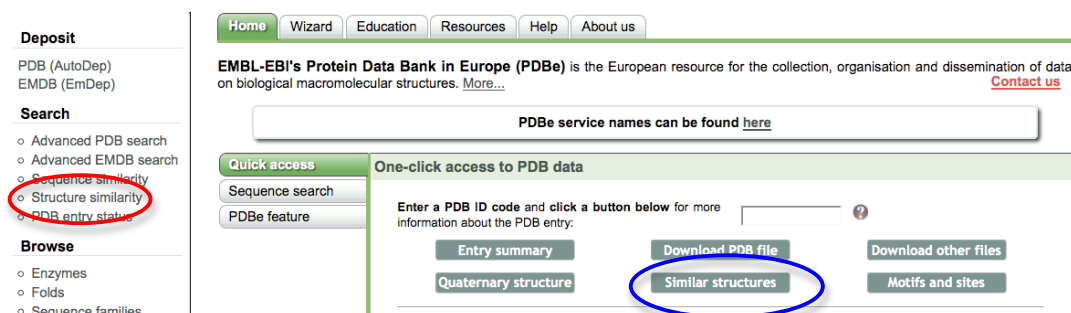 Deposit
PDB (AutoDep)
EMDB (EmDep)
Search
Advanced PDB search
Advanced EMDB search
Sequence similarity
Structure similarity
PDB entry status
Browse
Enzymes
Folds
Sequence families
Home Wizard Education Resources Help About us
EMBL-EBI's Protein Data Bank in Europe (PDBe) is the European resource for the collection, organisation and dissemination of data
on biological macromolecular structures. More... Contact us
PDBe service names can be found here
Quick access
Sequence search
PDBe feature
One-click access to PDB data
Enter a PDB ID code and click a button below for more
information about the PDB entry: ?
Entry summary Download PDB file Download other files
Quaternary structure Similar structures Motifs and sites